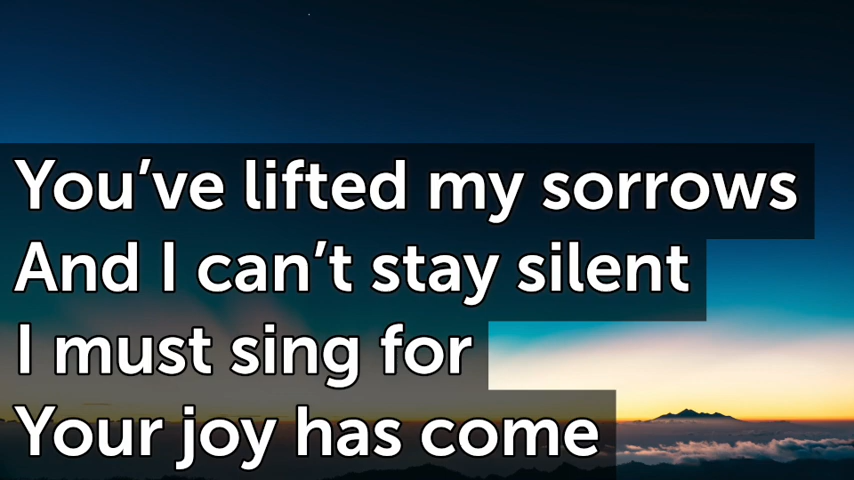 You’ve lifted my sorrows
And I can’t stay silent
I must sing for
Your joy has come